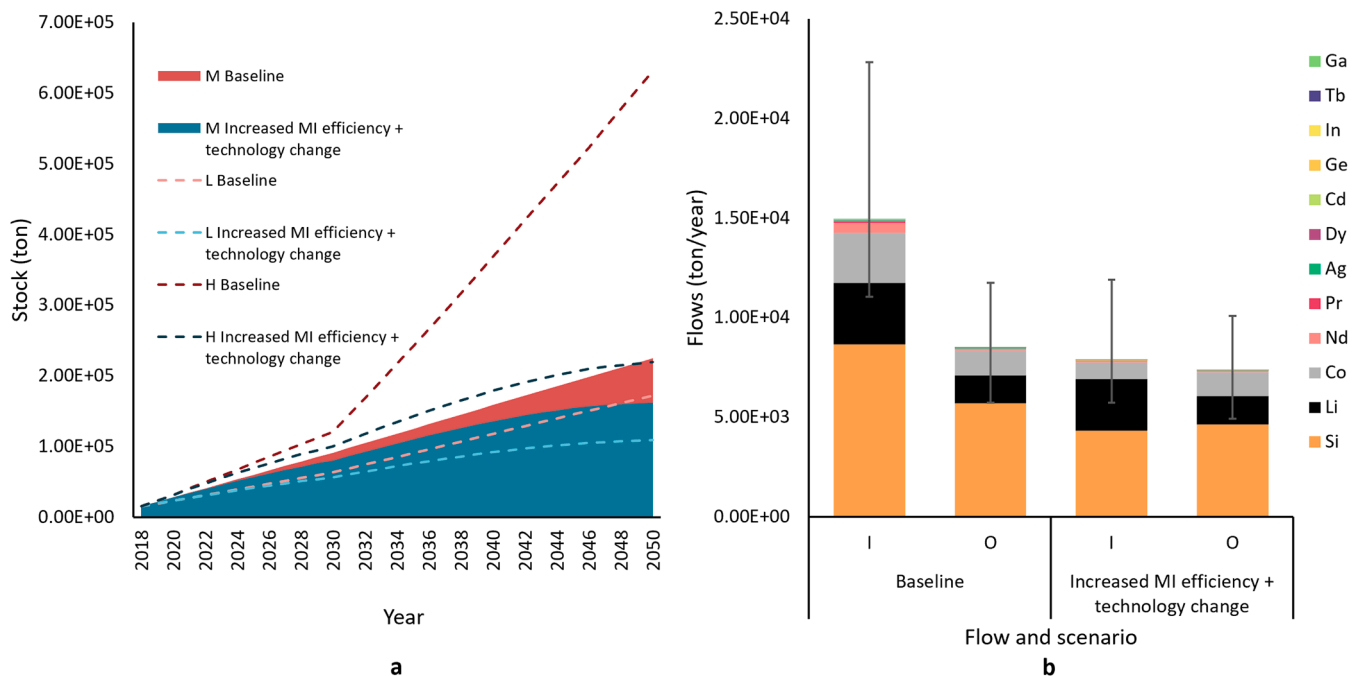 7.00E+05
6.00E+05
5.00E+05
4.00E+05
3.00E+05
2.00E+05
1.00E+05
0.00E+00
Stock (ton)
M Baseline
M Increased MI efficiency +
technology change
L Baseline
L Increased MI efficiency +
technology change
H Baseline
H Increased MI efficiency +
technology change
2018
2020
2022
2024
2026
2028
2030
2032
2034
2036
2038
2040
2042
2044
2046
2048
2050
Year
a
2.50E+04
2.00E+04
1.50E+04
1.00E+04
5.00E+03
0.00E+00
Flows (ton/year)
I
O
I
O
Baseline
Increased MI efficiency +
technology change
Flow and scenario
b
Ga
Tb
In
Ge
Cd
Dy
Ag
Pr
Nd
Co
Li
Si